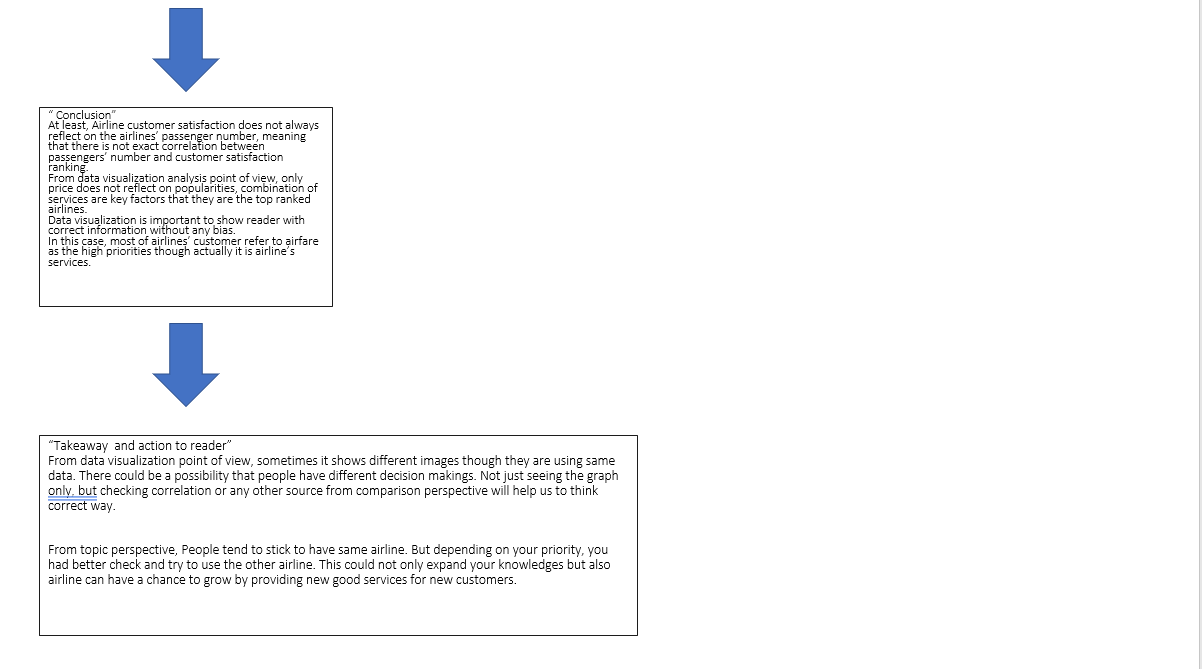 “ Conclusion”
At least, Airline customer satisfaction does not always
reflect on the airlines’ passenger number, meaning
that there is not exact correlation between
passengers’ number and customer satisfaction
ranking.
From data visualization analysis point of view, only
price does not reflect on popularities, combination of
services are key factors that they are the top ranked
airlines.
Data visualization is important to show reader with
correct information without any bias.
In this case, most of airlines’ customer refer to airfare
as the high priorities though actually it is airline’s
services.
“Takeaway  and action to reader”
From data visualization point of view, sometimes it shows different images though they are using same
data. There could be a possibility that people have different decision makings. Not just seeing the graph
only, but checking correlation or any other source from comparison perspective will help us to think
correct way.
From topic perspective, People tend to stick to have same airline. But depending on your priority, you
had better check and try to use the other airline. This could not only expand your knowledges but also
airline can have a chance to grow by providing new good services for new customers.